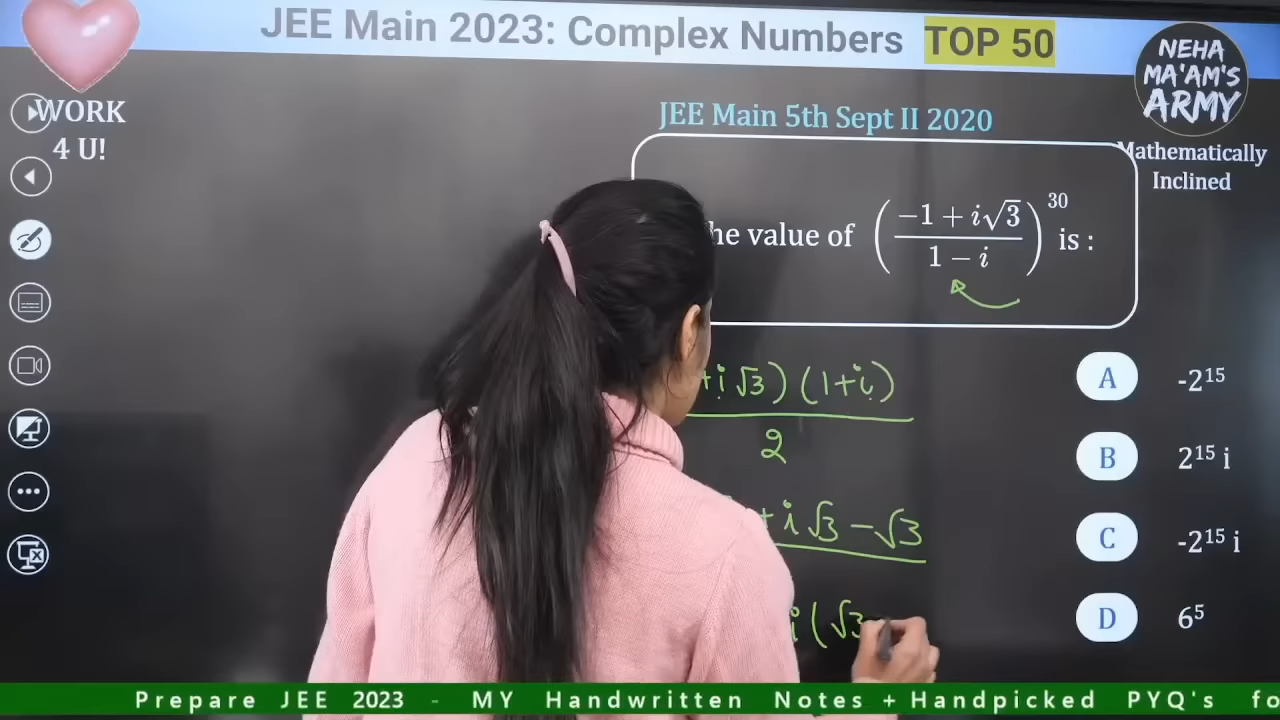 JEE Main 2023: Complex Numbers TOP 50
NEHA
MA'AM'S
ARMY
WORK
4 U!
Mathematically
Inclined
JEE Main 5th Sept II 2020
he value of ((-1 + i√3)/(1 - i))^30 is :
+i√3) (1+i)
2
+ i√3 - √3
i (√3
A -2^15
B 2^15 i
C -2^15 i
D 6^5
Prepare JEE 2023 - MY Handwritten Notes + Handpicked PYQ's fo